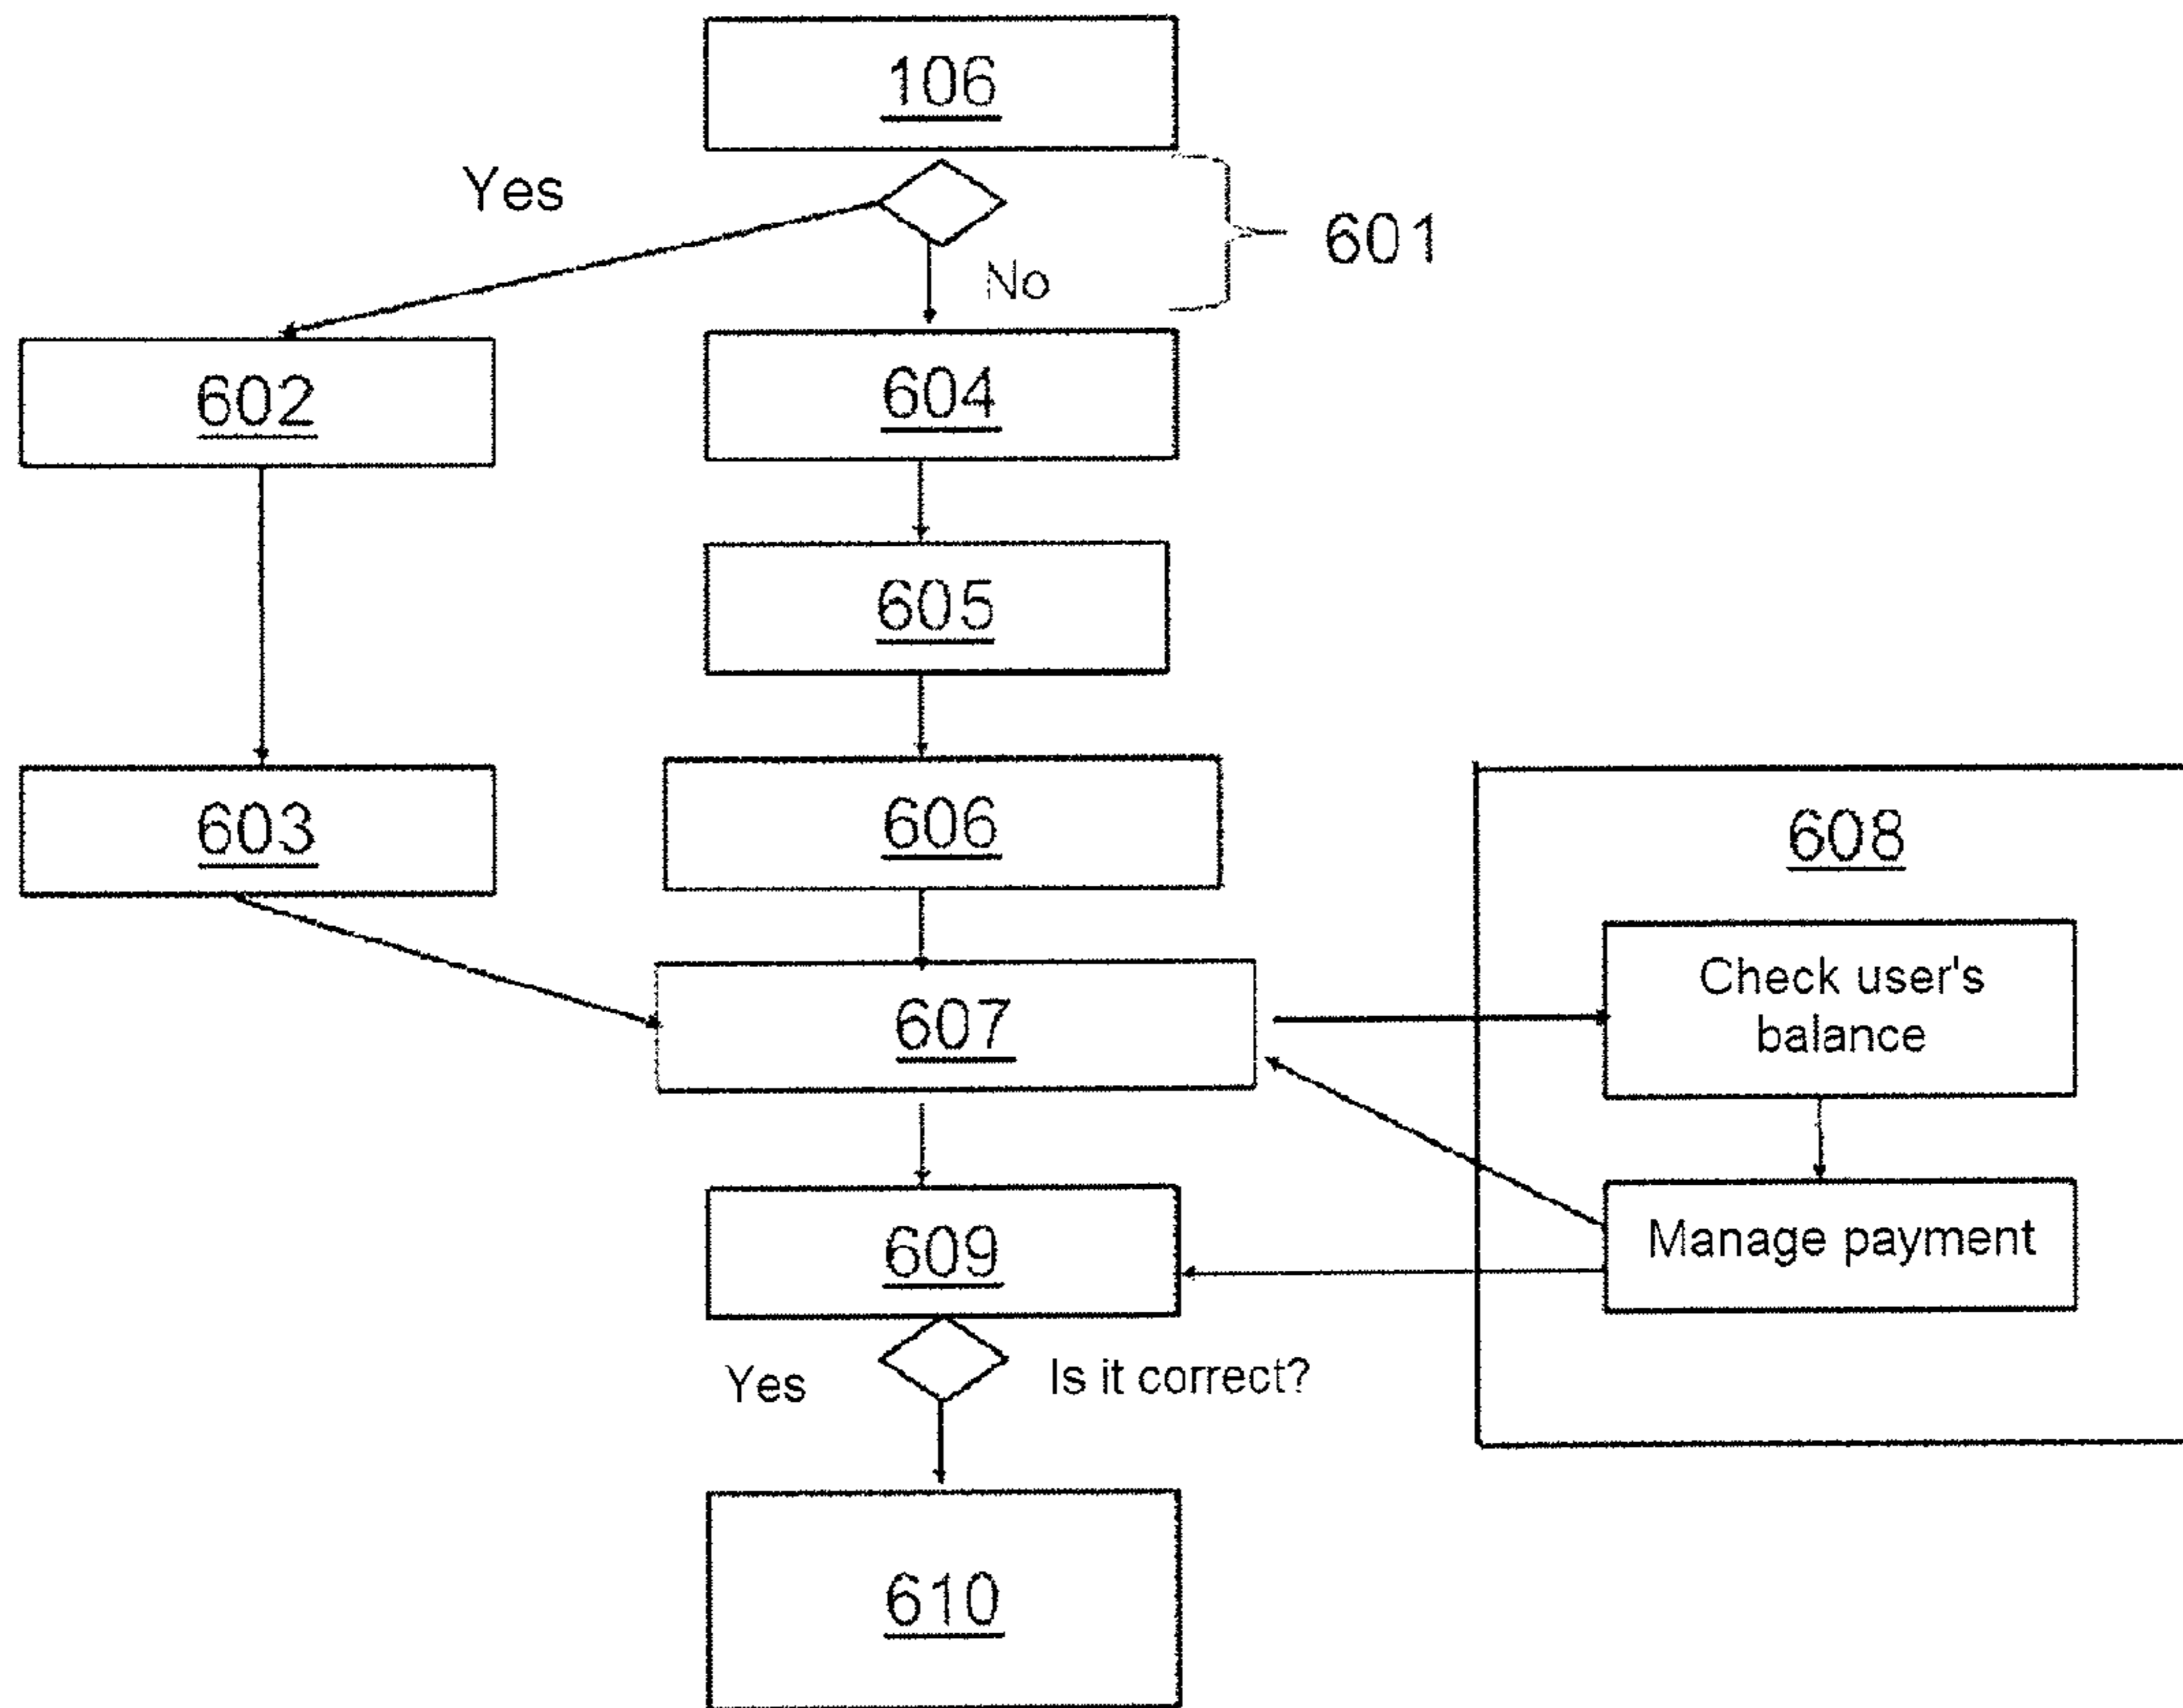 106
Yes
601
No
602
604
605
603
606
608
Check user's
balance
607
Manage payment
609
Yes
Is it correct?
610